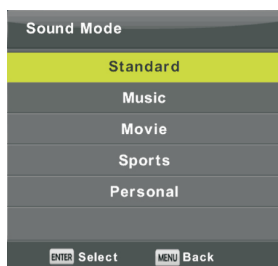 Sound Mode
Standard
Music
Movie
Sports
Personal
ENTER Select MENU Back